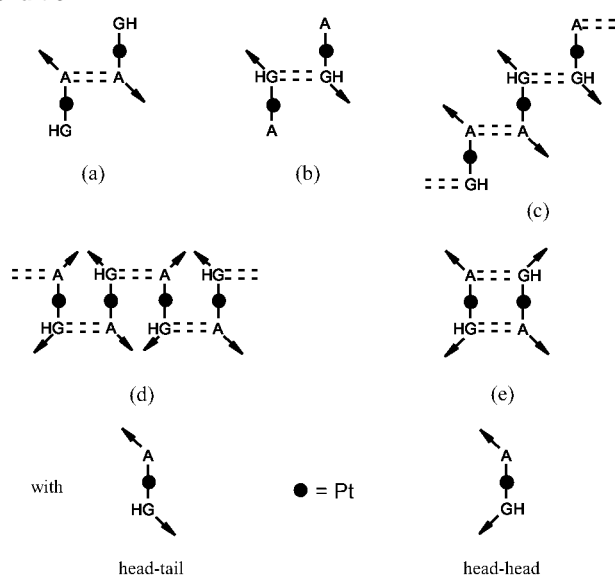 GH
A
A A
HG
(a)
A
HG GH
A
(b)
A
HG GH
A A
GH
(c)
A HG A HG
HG A HG A
(d)
A GH
HG A
(e)
with
A
HG
head-tail
= Pt
A
GH
head-head